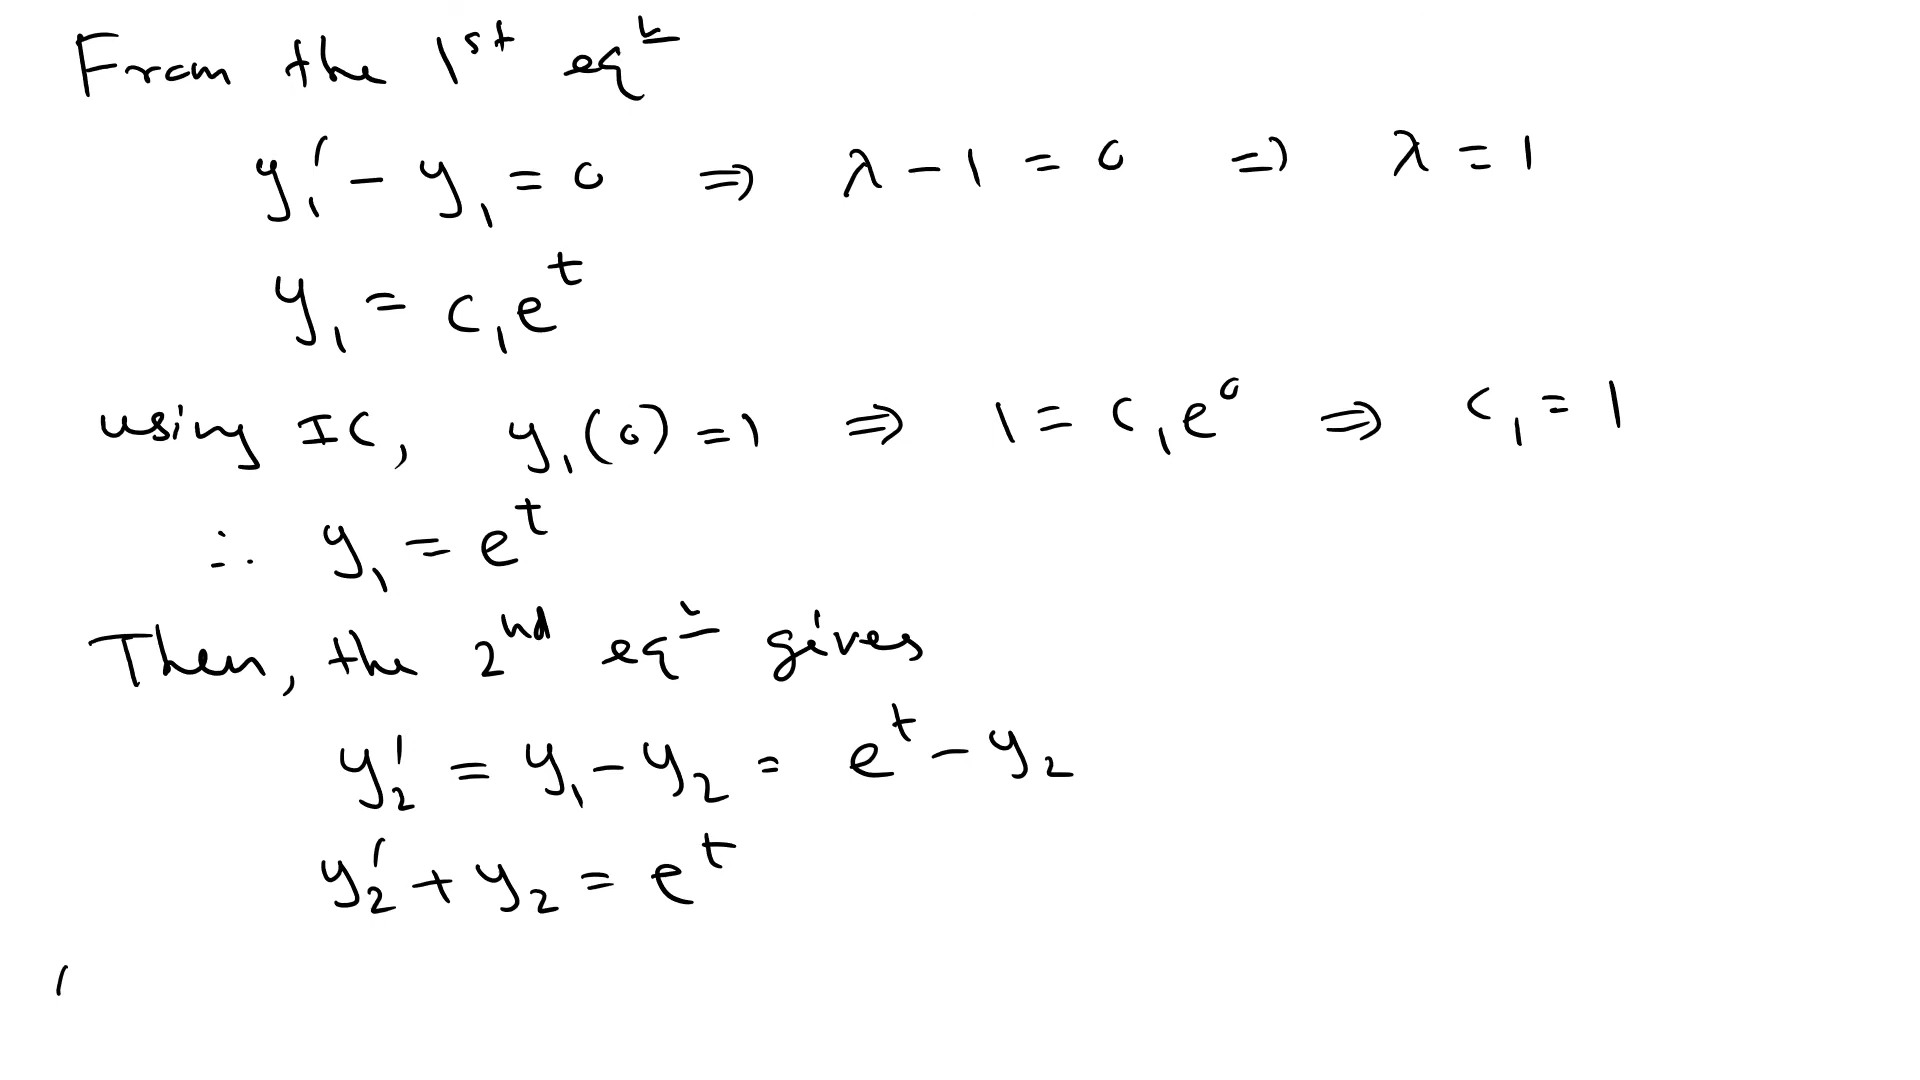 From the 1st eqn
y₁′ − y₁ = 0 ⇒ λ − 1 = 0 ⇒ λ = 1
y₁ = c₁eᵗ
using IC, y₁(0) = 1 ⇒ 1 = c₁e⁰ ⇒ c₁ = 1
∴ y₁ = eᵗ
Then, the 2nd eqn gives
y₂′ = y₁ − y₂ = eᵗ − y₂
y₂′ + y₂ = eᵗ